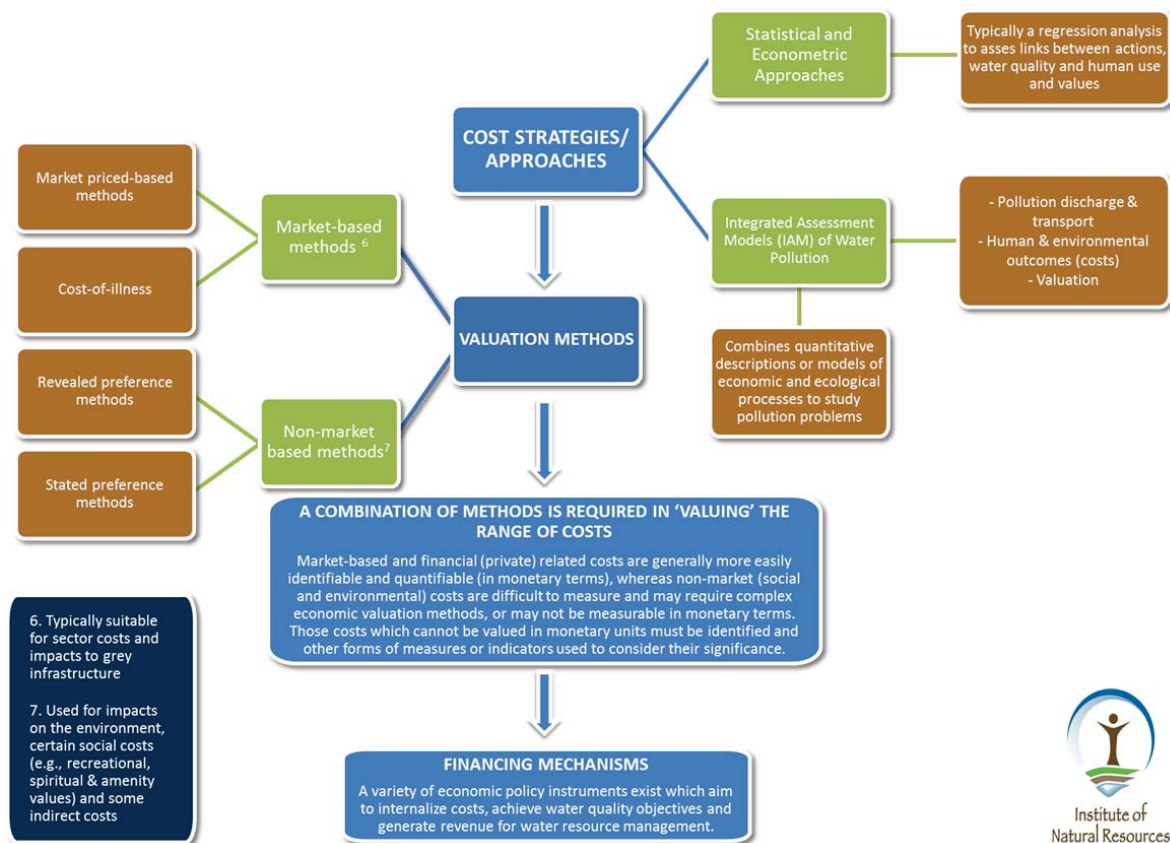 Statistical and
Econometric
Approaches
Typically a regression analysis
to asses links between actions,
water quality and human use
and values
COST STRATEGIES/
APPROACHES
Market priced-based
methods
Market-based
methods 6
Cost-of-illness
Integrated Assessment
Models (IAM) of Water
Pollution
- Pollution discharge &
transport
- Human & environmental
outcomes (costs)
- Valuation
VALUATION METHODS
Combines quantitative
descriptions or models of
economic and ecological
processes to study
pollution problems
Revealed preference
methods
Non-market
based methods7
Stated preference
methods
A COMBINATION OF METHODS IS REQUIRED IN ‘VALUING’ THE
RANGE OF COSTS
Market-based and financial (private) related costs are generally more easily
identifiable and quantifiable (in monetary terms), whereas non-market (social
and environmental) costs are difficult to measure and may require complex
economic valuation methods, or may not be measurable in monetary terms.
Those costs which cannot be valued in monetary units must be identified and
other forms of measures or indicators used to consider their significance.
6. Typically suitable
for sector costs and
impacts to grey
infrastructure
7. Used for impacts
on the environment,
certain social costs
(e.g., recreational,
spiritual & amenity
values) and some
indirect costs
FINANCING MECHANISMS
A variety of economic policy instruments exist which aim
to internalize costs, achieve water quality objectives and
generate revenue for water resource management.
Institute of
Natural Resources